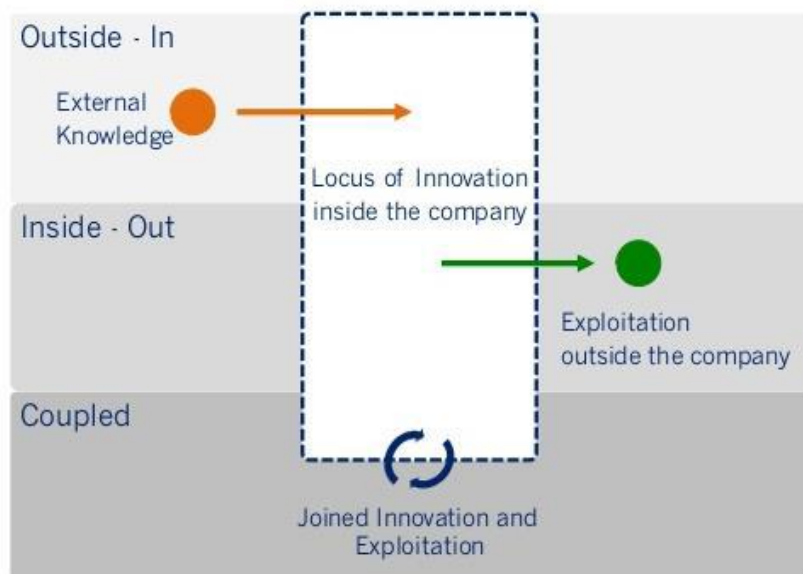 Outside - In
External
Knowledge
Locus of Innovation
inside the company
Inside - Out
Exploitation
outside the company
Coupled
Joined Innovation and
Exploitation